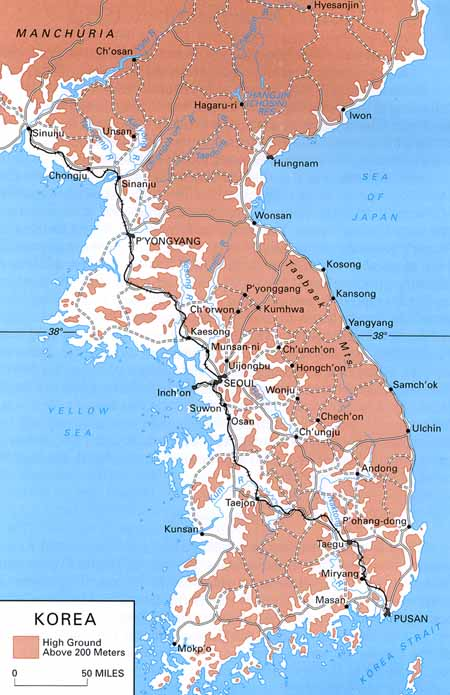 Hyesanjin
MANCHURIA
Ch'osan
CHANGJIN
(CHOSIN)
RES
Hagaru-ri
Iwon
Sinuiju
Unsan
Hungnam
Chongju
Sinanju
SEA
OF
JAPAN
Wonsan
P'YONGYANG
Kosong
Taebaek Mts
P'yonggang
Kansong
Ch'orwon
Kumhwa
38°
38°
Yangyang
Kaesong
Munsan-ni
Ch'unch'on
Uijongbu
Hongch'on
SEOUL
Inch'on
Wonju
Samch'ok
YELLOW
SEA
Suwon
Chech'on
Osan
Ch'ungju
Ulchin
Andong
Kum R
Taejon
Kunsan
P'ohang-dong
Taegu
Miryang
Masan
PUSAN
KOREA
High Ground
Above 200 Meters
Mokp'o
KOREA STRAIT
0 50 MILES